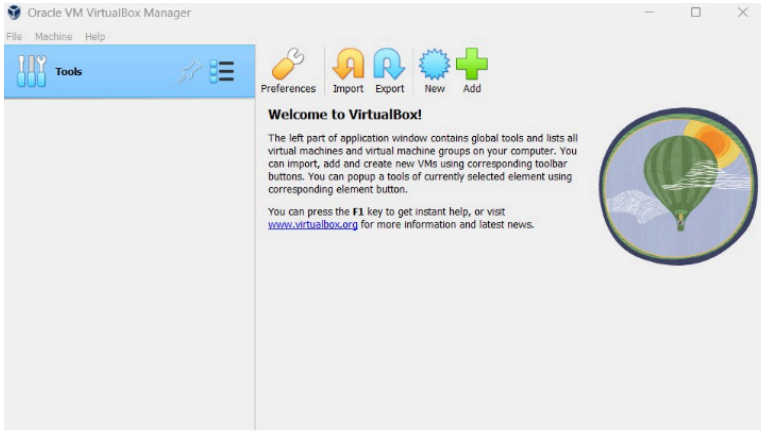 Oracle VM VirtualBox Manager
File Machine Help
Tools
Preferences Import Export New Add
Welcome to VirtualBox!
The left part of application window contains global tools and lists all
virtual machines and virtual machine groups on your computer. You
can import, add and create new VMs using corresponding toolbar
buttons. You can popup a tools of currently selected element using
corresponding element button.
You can press the F1 key to get instant help, or visit
www.virtualbox.org for more information and latest news.